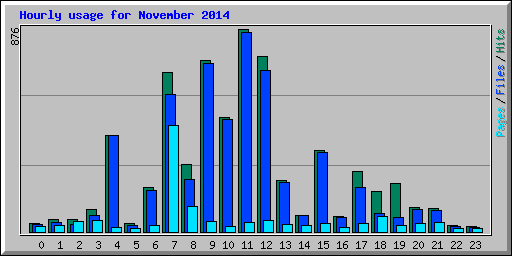 Hourly usage for November 2014
876
Pages/Files/Hits
0 1 2 3 4 5 6 7 8 9 10 11 12 13 14 15 16 17 18 19 20 21 22 23